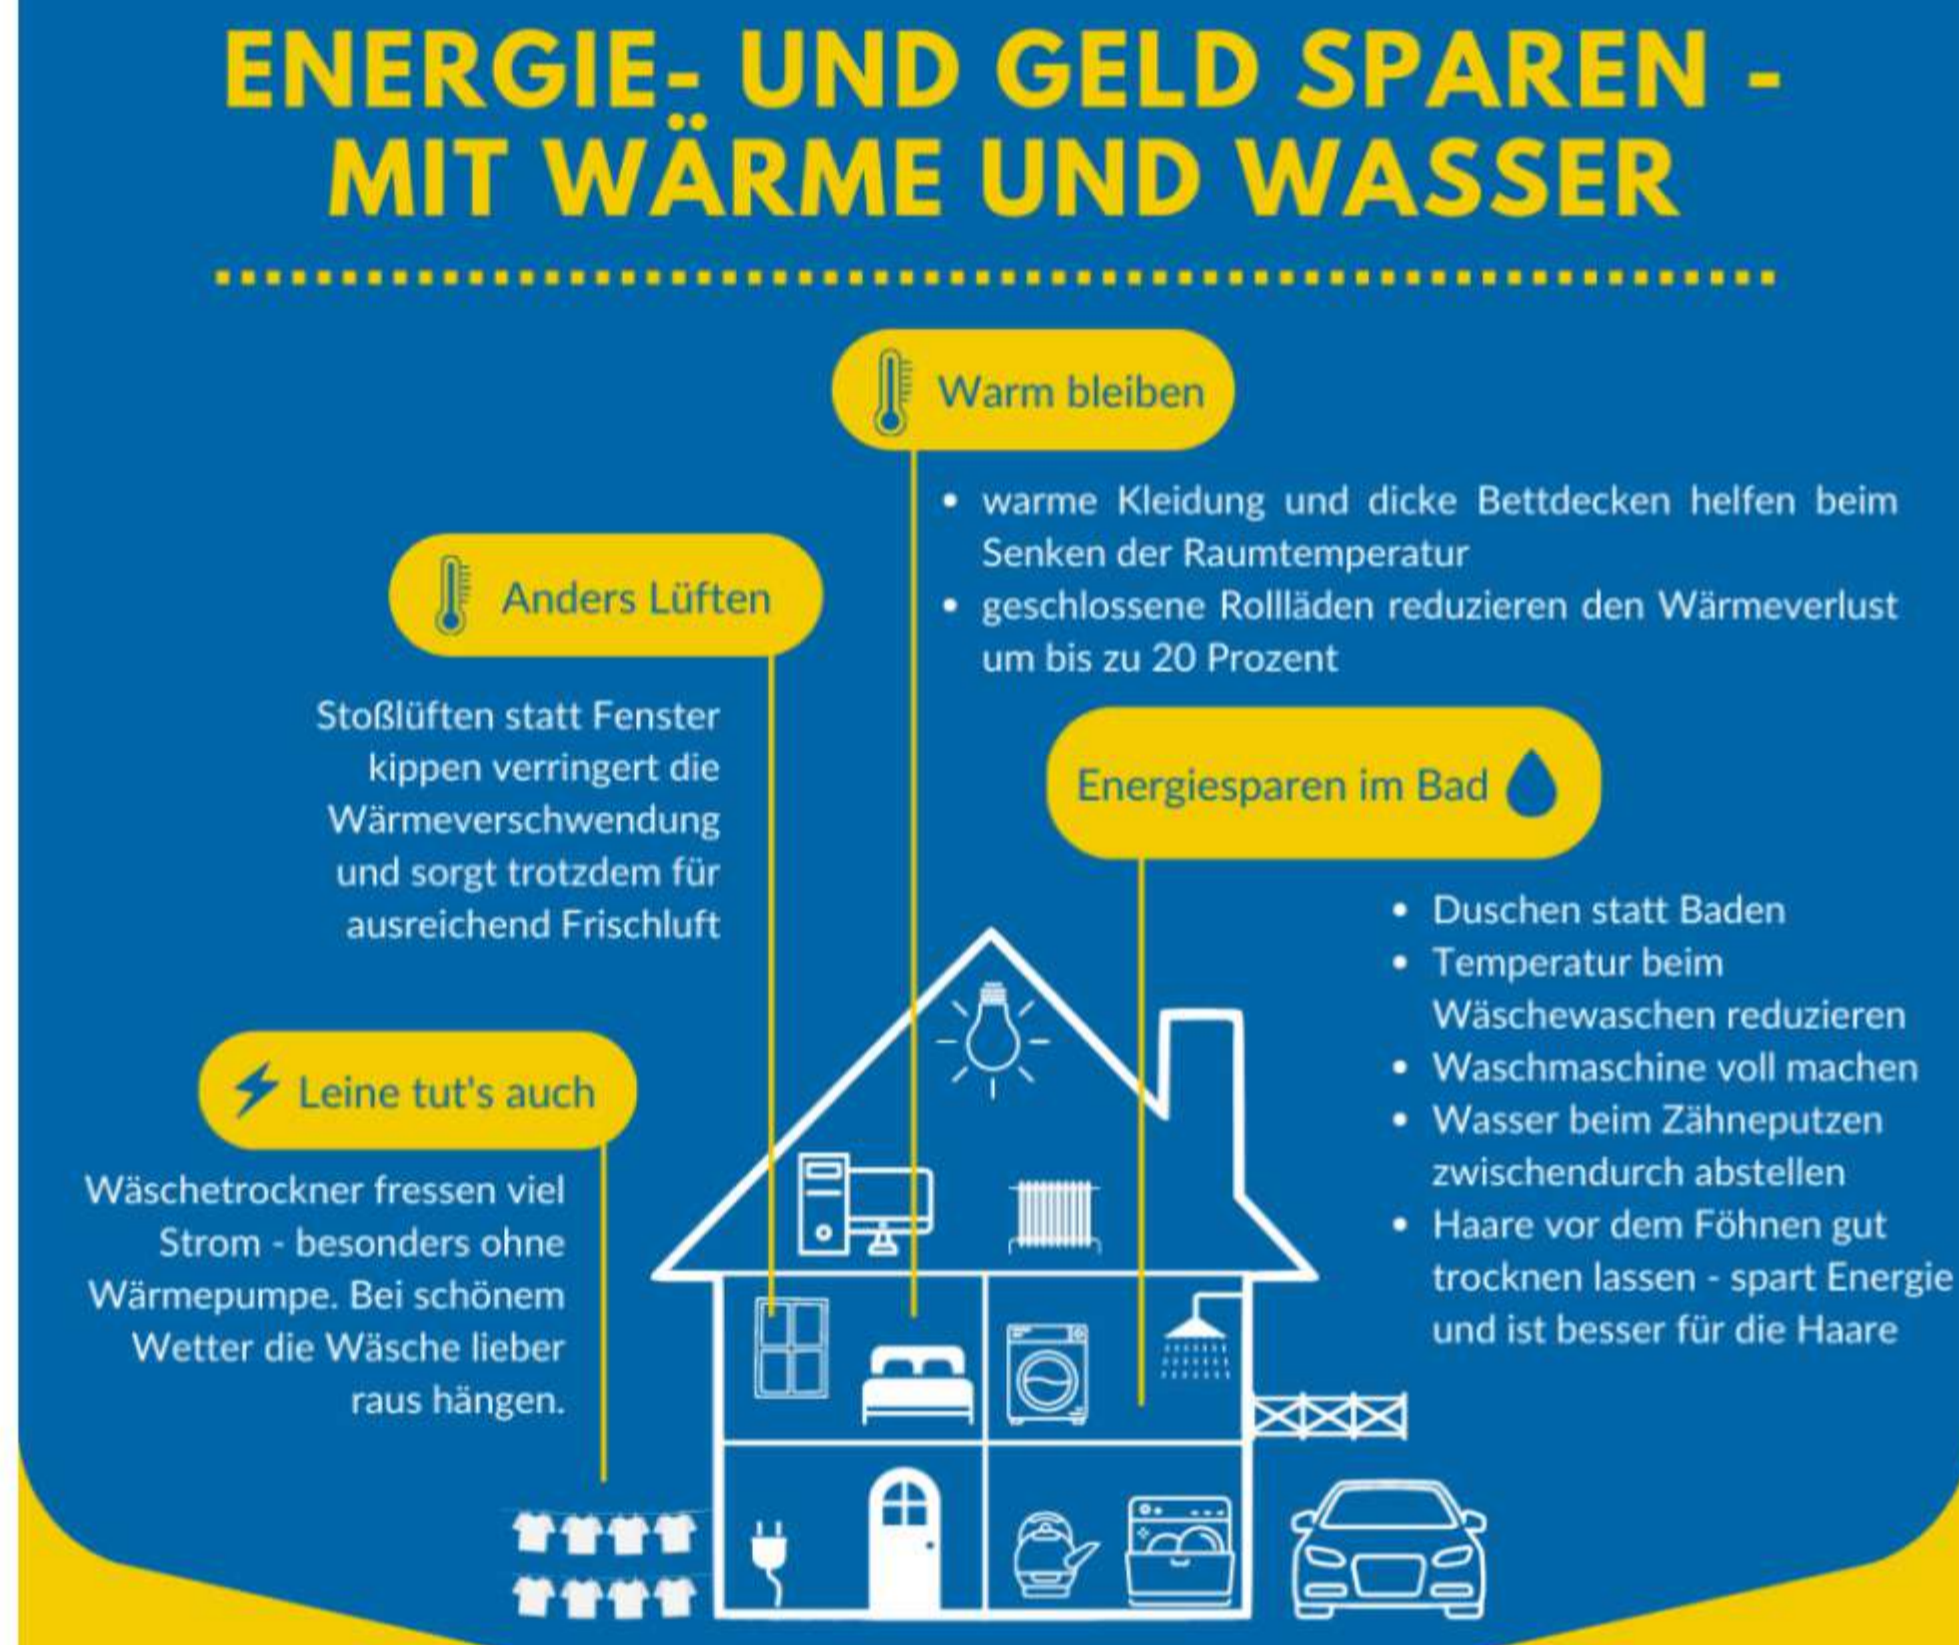 ENERGIE- UND GELD SPAREN -
MIT WÄRME UND WASSER
Warm bleiben
• warme Kleidung und dicke Bettdecken helfen beim
Senken der Raumtemperatur
• geschlossene Rollläden reduzieren den Wärmeverlust
um bis zu 20 Prozent
Anders Lüften
Stoßlüften statt Fenster
kippen verringert die
Wärmeverschwendung
und sorgt trotzdem für
ausreichend Frischluft
Energiesparen im Bad
• Duschen statt Baden
• Temperatur beim
Wäschewaschen reduzieren
• Waschmaschine voll machen
• Wasser beim Zähneputzen
zwischendurch abstellen
• Haare vor dem Föhnen gut
trocknen lassen - spart Energie
und ist besser für die Haare
Leine tut's auch
Wäschetrockner fressen viel
Strom - besonders ohne
Wärmepumpe. Bei schönem
Wetter die Wäsche lieber
raus hängen.